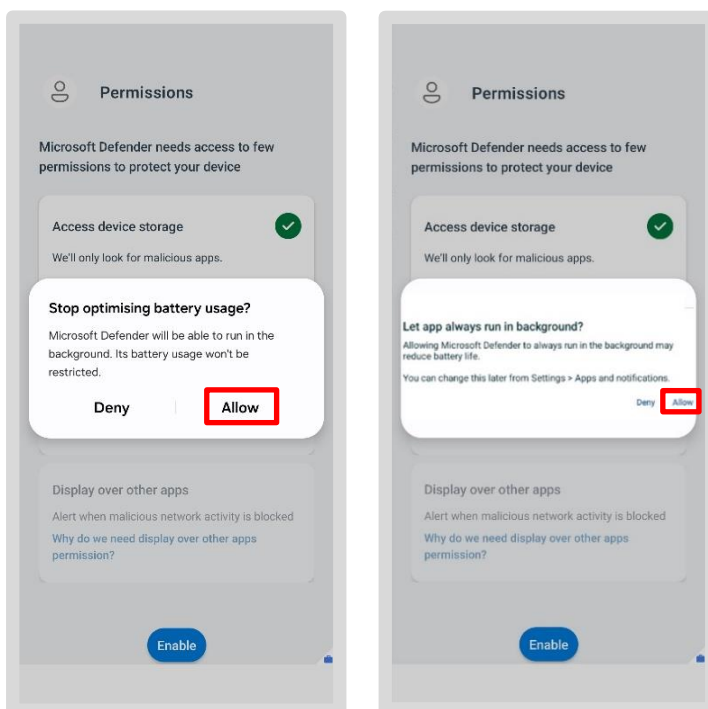 Permissions
Microsoft Defender needs access to few
permissions to protect your device
Access device storage
We'll only look for malicious apps.
Stop optimising battery usage?
Microsoft Defender will be able to run in the
background. Its battery usage won't be
restricted.
Deny
Allow
Display over other apps
Alert when malicious network activity is blocked
Why do we need display over other apps
permission?
Enable
Permissions
Microsoft Defender needs access to few
permissions to protect your device
Access device storage
We'll only look for malicious apps.
Let app always run in background?
Allowing Microsoft Defender to always run in the background may
reduce battery life.
You can change this later from Settings > Apps and notifications.
Deny
Allow
Display over other apps
Alert when malicious network activity is blocked
Why do we need display over other apps
permission?
Enable